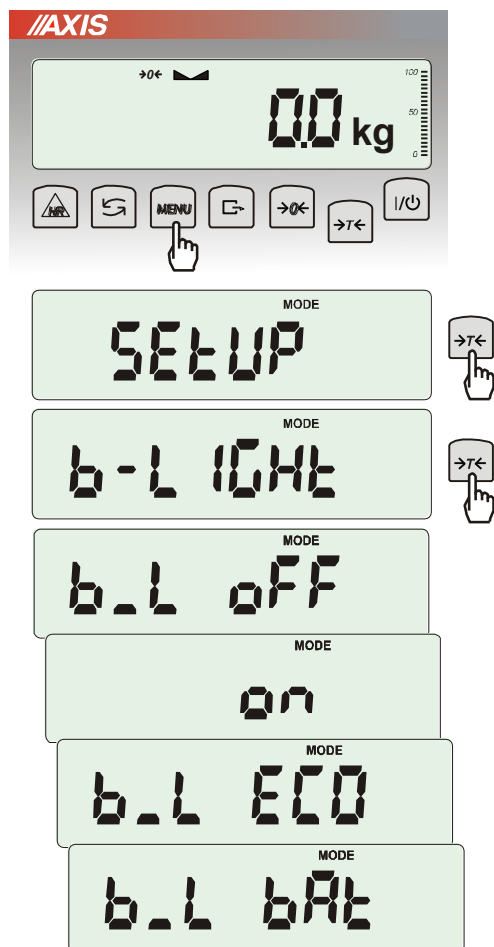 AXIS
→0← 100
50
0.0 kg
0
HR MENU →0← →T← I/⏻
MODE
SEtUP
→T←
MODE
b-LIGHt
→T←
MODE
b_L oFF
MODE
on
MODE
b_L ECO
MODE
b_L bAt